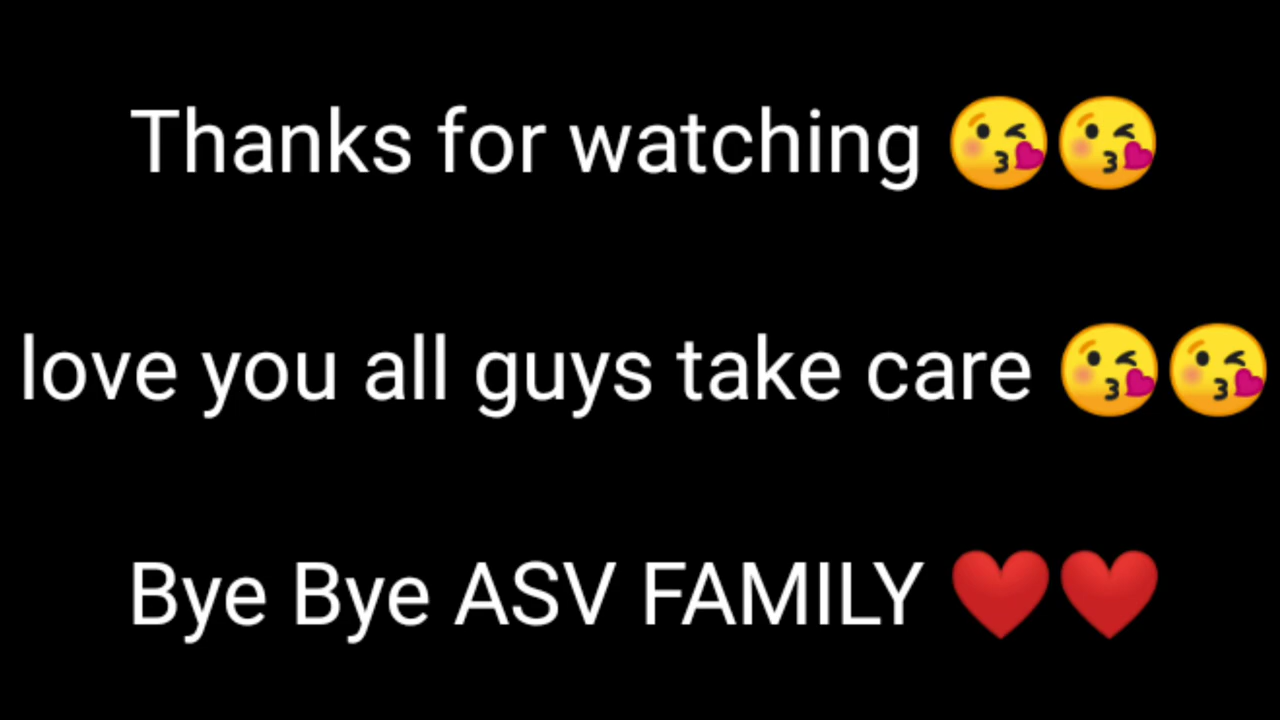 Thanks for watching 😘😘
love you all guys take care 😘😘
Bye Bye ASV FAMILY ❤️❤️